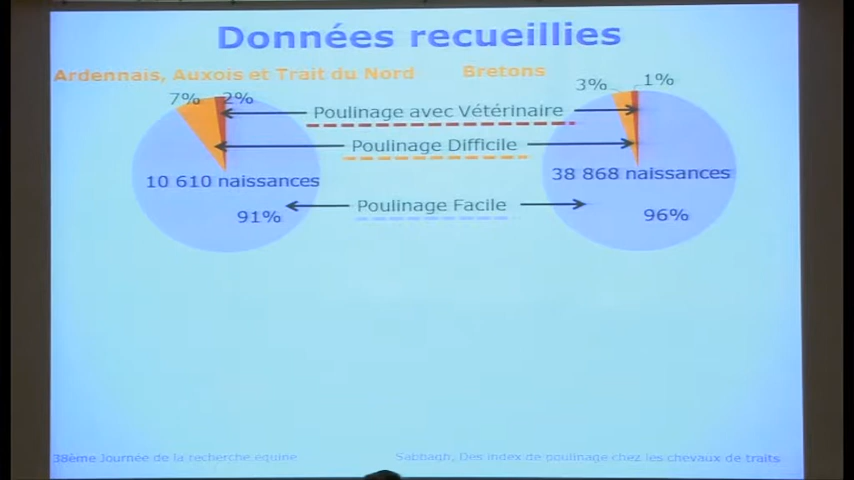 Données recueillies
Ardennais, Auxois et Trait du Nord
Bretons
7%
2%
3%
1%
Poulinage avec Vétérinaire
Poulinage Difficile
10 610 naissances
38 868 naissances
Poulinage Facile
91%
96%
38ème Journée de la recherche équine
Sabbagh, Des index de poulinage chez les chevaux de traits